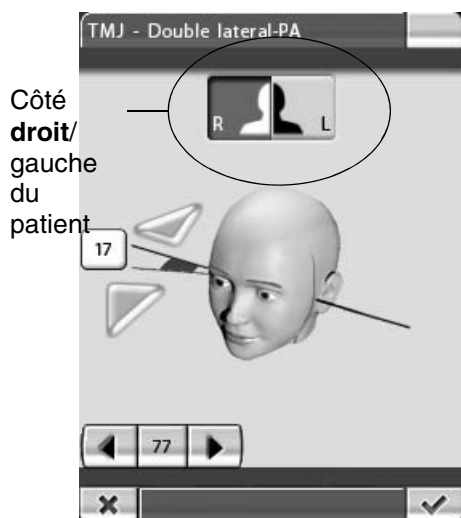 TMJ - Double lateral-PA
R L
Côté
droit/
gauche
du
patient
17
77